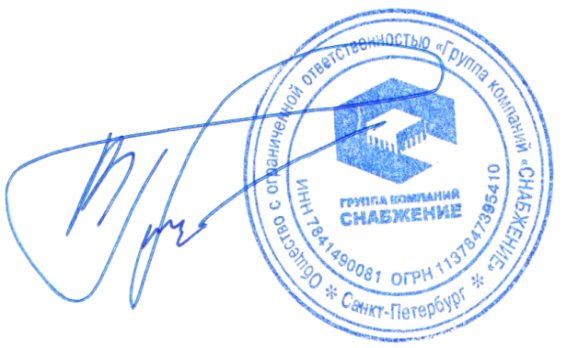 Общество с ограниченной ответственностью «Группа компаний «СНАБЖЕНИЕ»
* Санкт-Петербург *
ИНН 7841490081 ОГРН 1137847395410
ГРУППА КОМПАНИЙ
СНАБЖЕНИЕ